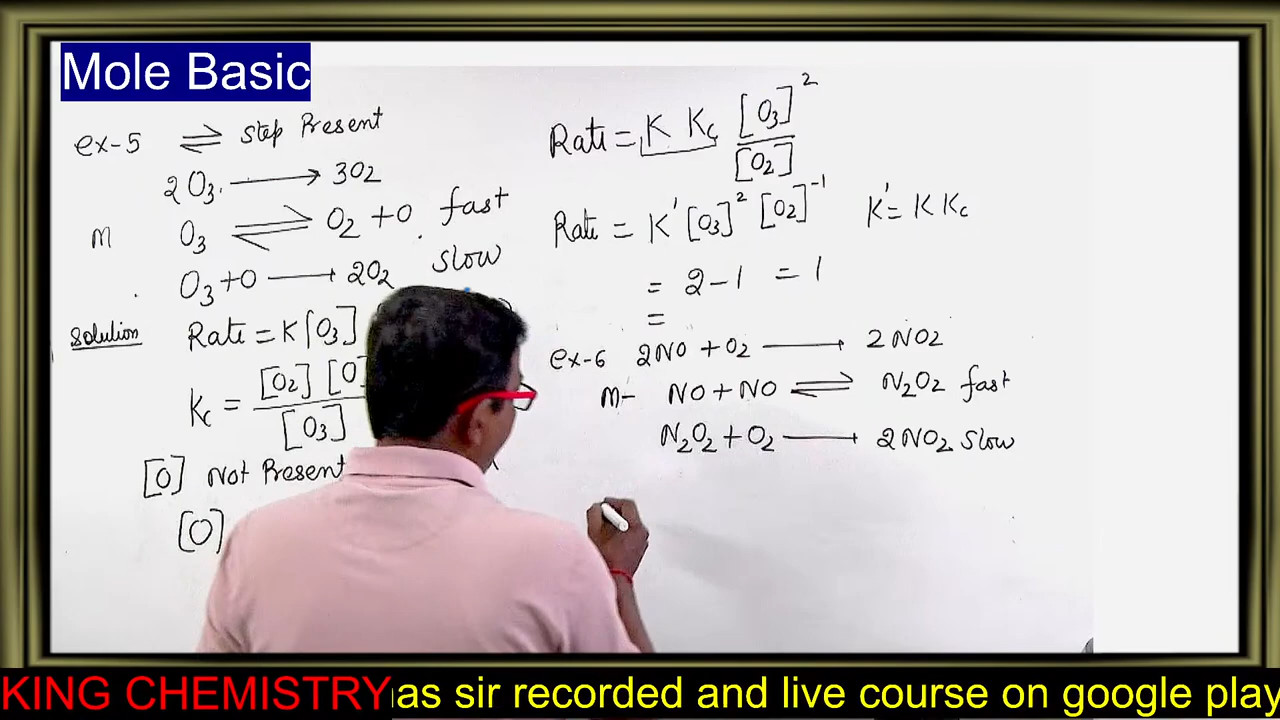 Mole Basic
ex-5 ⇌ Step Present
2O₃ ⟶ 3O₂
m O₃ ⇌ O₂ + O fast
O₃ + O ⟶ 2O₂ slow
Solution Rate = K [O₃]
Kc = [O₂] [O] / [O₃]
[O] Not Present
[O]
Rate = K Kc [O₃]² / [O₂]
Rate = K' [O₃]² [O₂]⁻¹ K' = K Kc
= 2 - 1 = 1
=
ex-6 2NO + O₂ ⟶ 2NO₂
m- NO + NO ⇌ N₂O₂ fast
N₂O₂ + O₂ ⟶ 2NO₂ Slow
KING CHEMISTRY as sir recorded and live course on google play